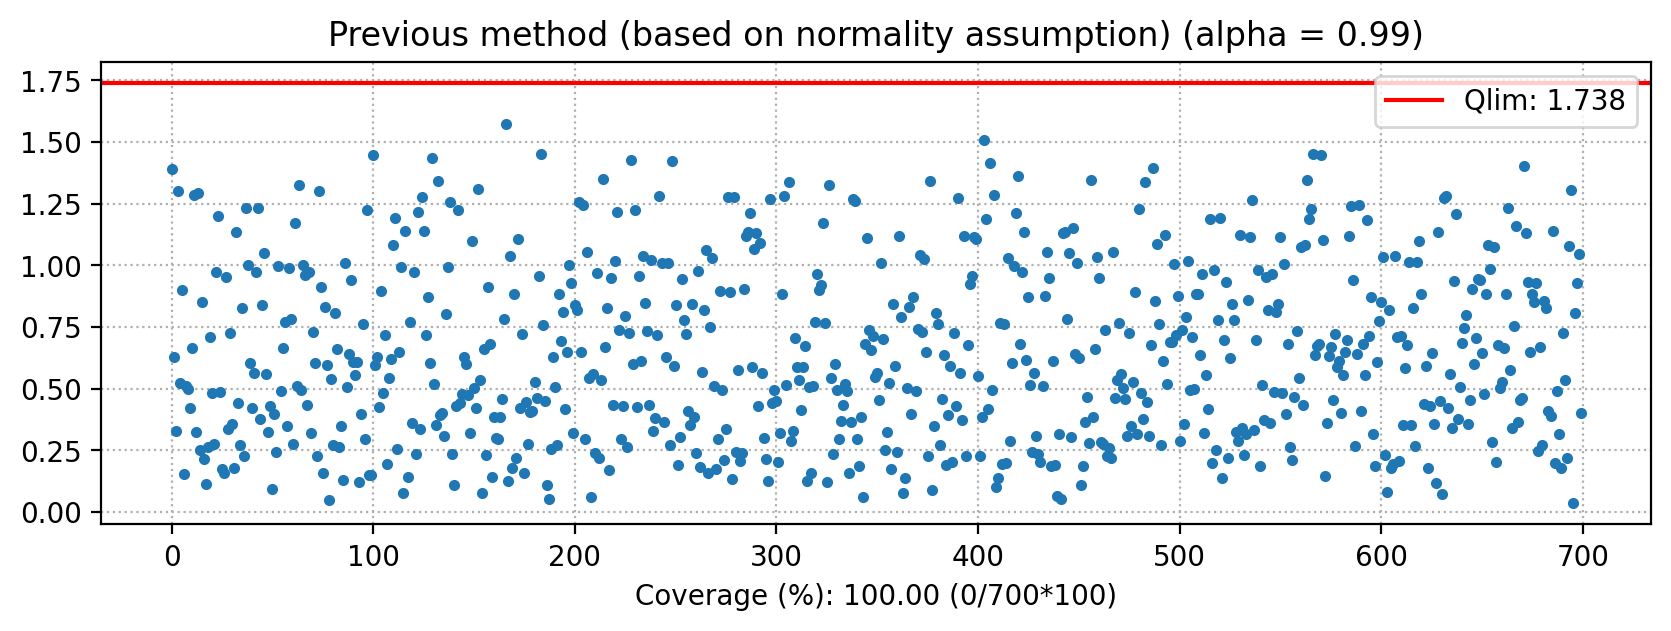 Previous method (based on normality assumption) (alpha = 0.99)
1.75
Qlim: 1.738
1.50
1.25
1.00
0.75
0.50
0.25
0.00
0 100 200 300 400 500 600 700
Coverage (%): 100.00 (0/700*100)